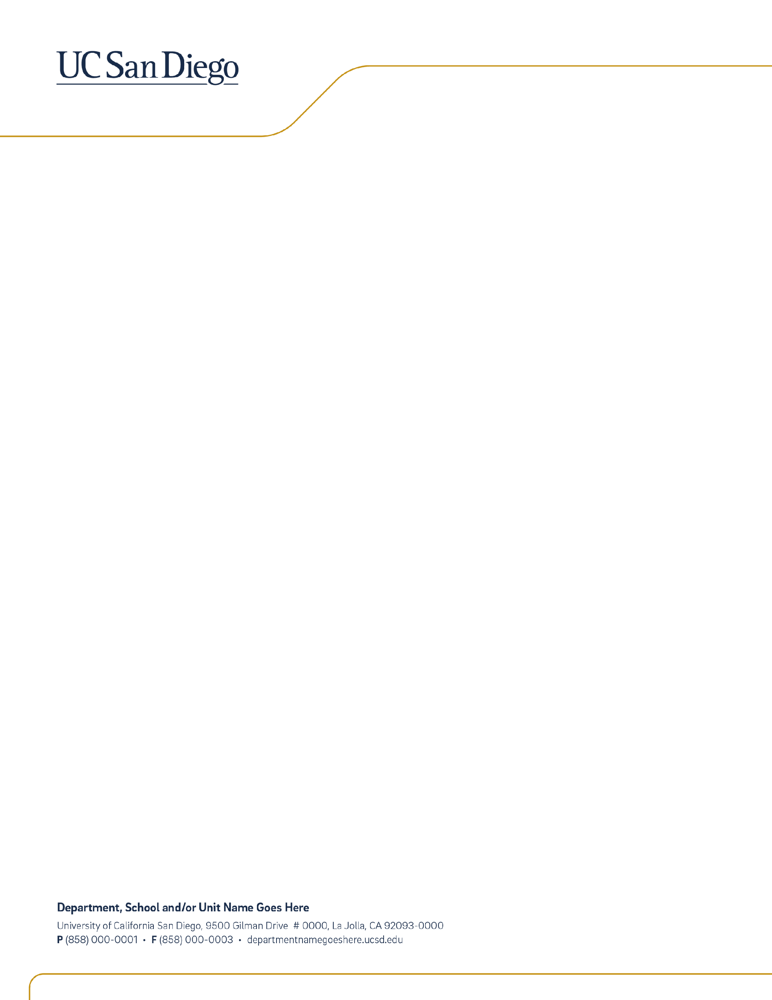 UC San Diego
Department, School and/or Unit Name Goes Here
University of California San Diego, 9500 Gilman Drive  # 0000, La Jolla, CA 92093-0000
P (858) 000-0001 • F (858) 000-0003 • departmentnamegoeshere.ucsd.edu